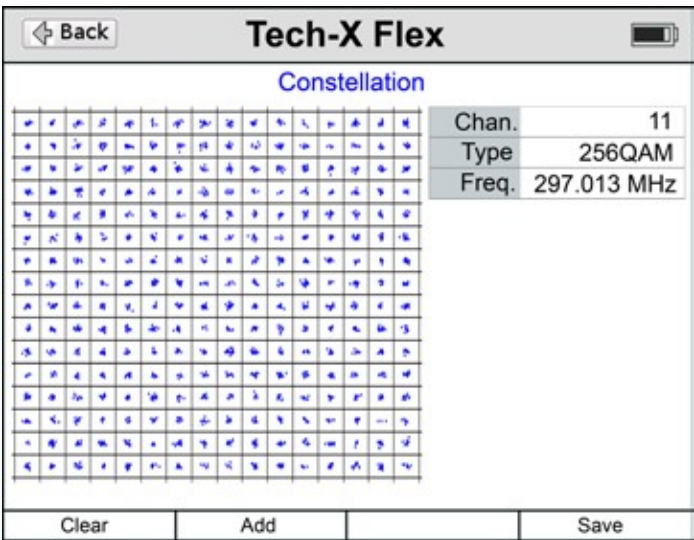 Back
Tech-X Flex
Constellation
Chan. 11
Type 256QAM
Freq. 297.013 MHz
Clear Add Save